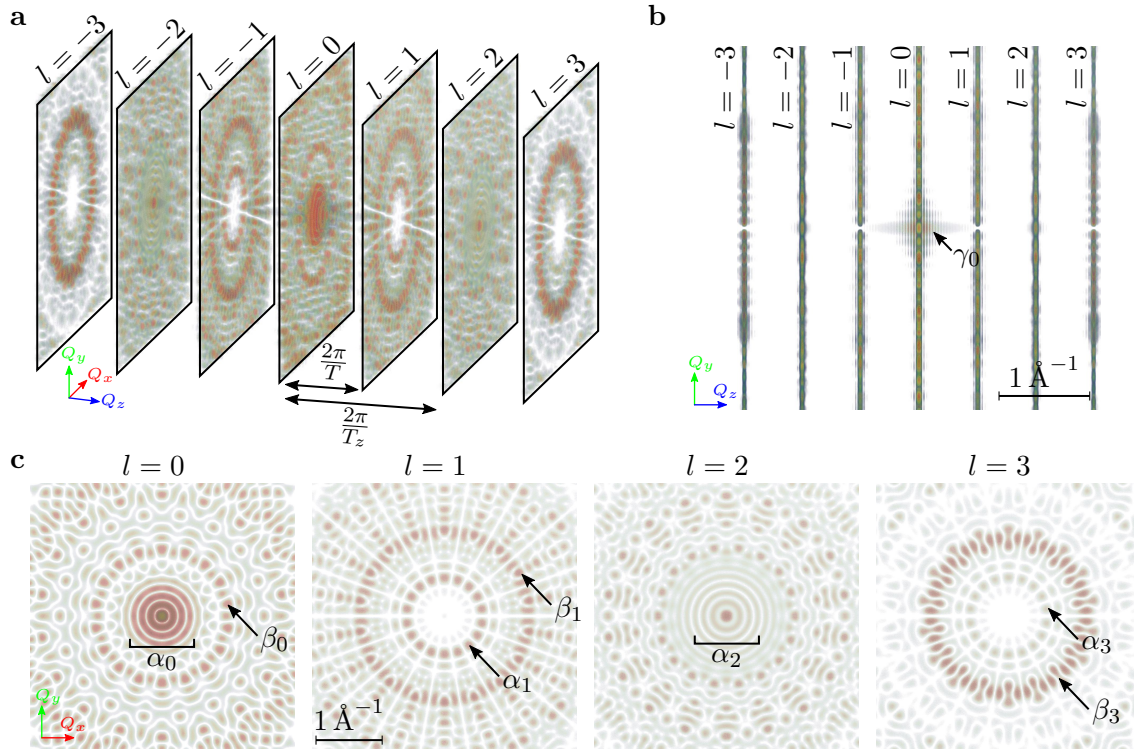 a
l = −3
l = −2
l = −1
l = 0
l = 1
l = 2
l = 3
2π
T
2π
T_z
Q_y
Q_x
Q_z
b
l = −3
l = −2
l = −1
l = 0
l = 1
l = 2
l = 3
γ_0
Q_y
Q_z
1 Å⁻¹
c
l = 0
l = 1
l = 2
l = 3
α_0
β_0
Q_y
Q_x
α_1
β_1
1 Å⁻¹
α_2
α_3
β_3